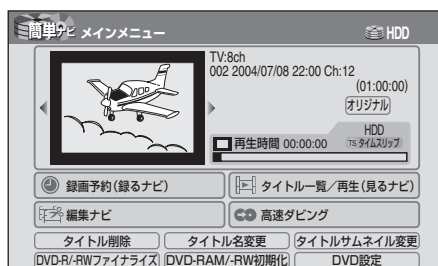 簡単ナビ メインメニュー HDD
TV:8ch
002 2004/07/08 22:00 Ch:12
(01:00:00)
オリジナル
HDD
再生時間 00:00:00 TS タイムスリップ
録画予約(録るナビ) タイトル一覧/再生(見るナビ)
編集ナビ 高速ダビング
タイトル削除 タイトル名変更 タイトルサムネイル変更
DVD-R/-RWファイナライズ DVD-RAM/-RW初期化 DVD設定